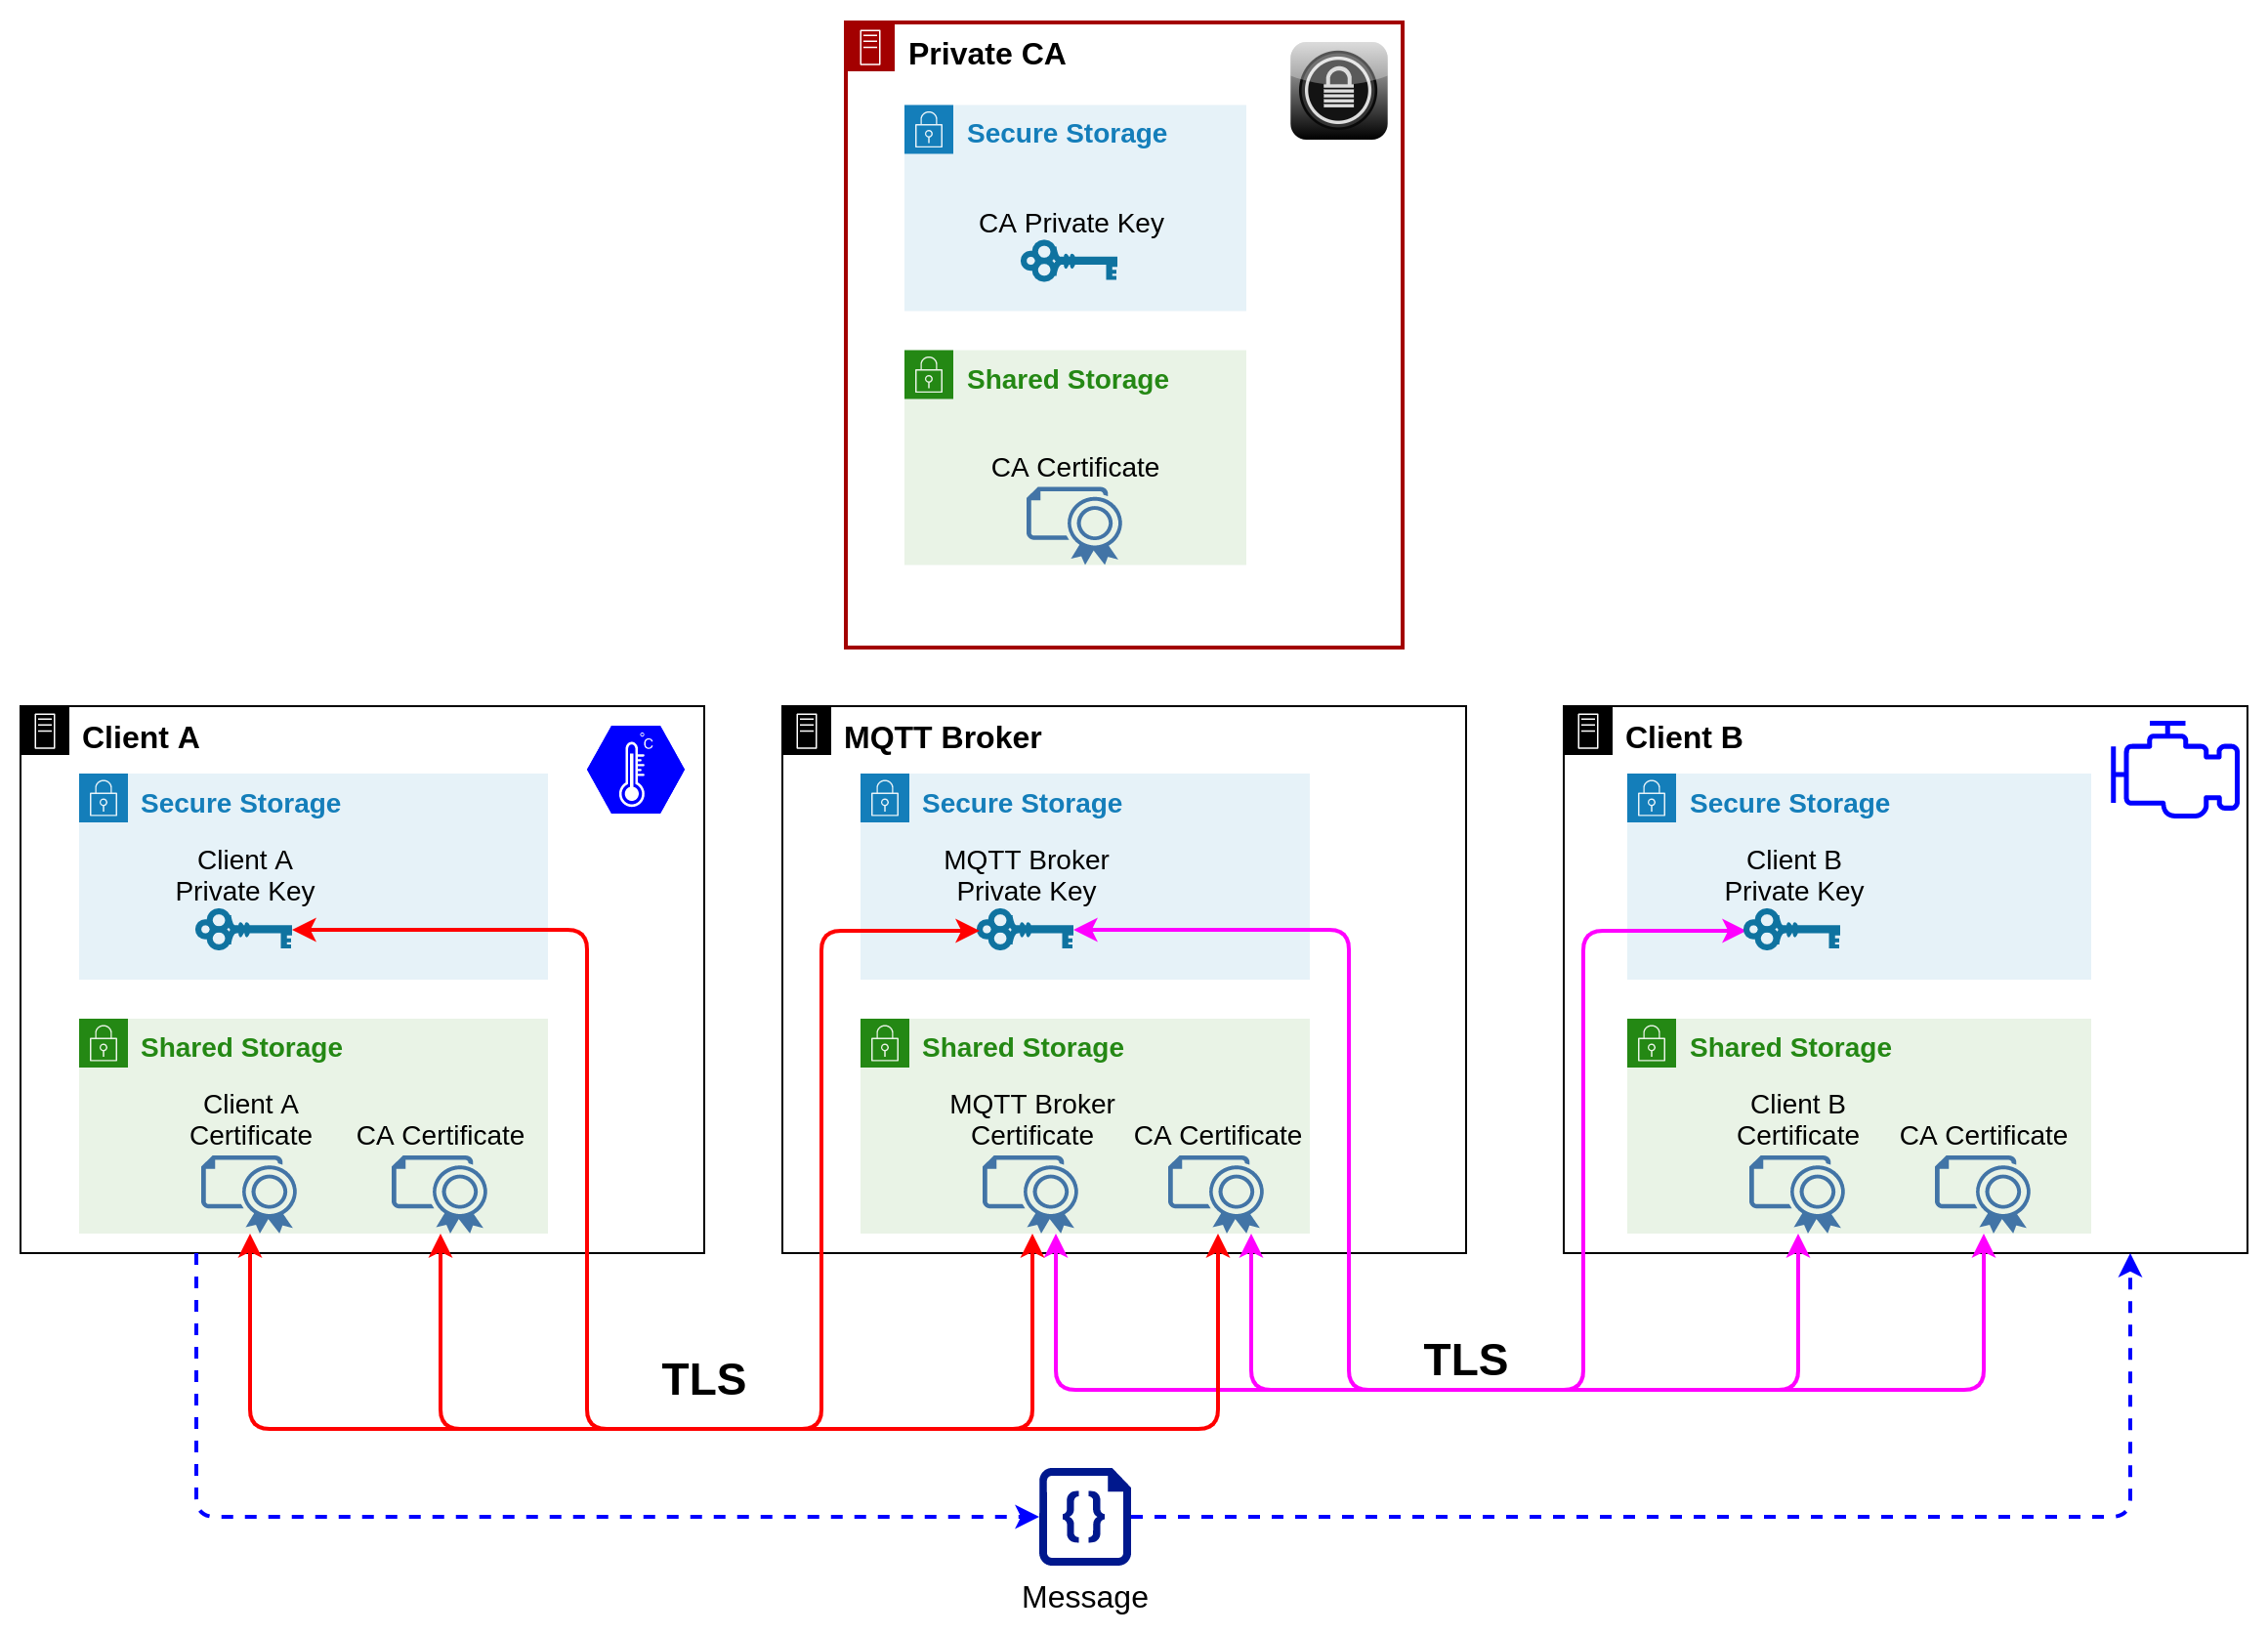 Private CA
Secure Storage
CA Private Key
Shared Storage
CA Certificate
Client A
°C
Secure Storage
Client A
Private Key
Shared Storage
Client A
Certificate
CA Certificate
MQTT Broker
Secure Storage
MQTT Broker
Private Key
Shared Storage
MQTT Broker
Certificate
CA Certificate
Client B
Secure Storage
Client B
Private Key
Shared Storage
Client B
Certificate
CA Certificate
TLS
TLS
{}
Message